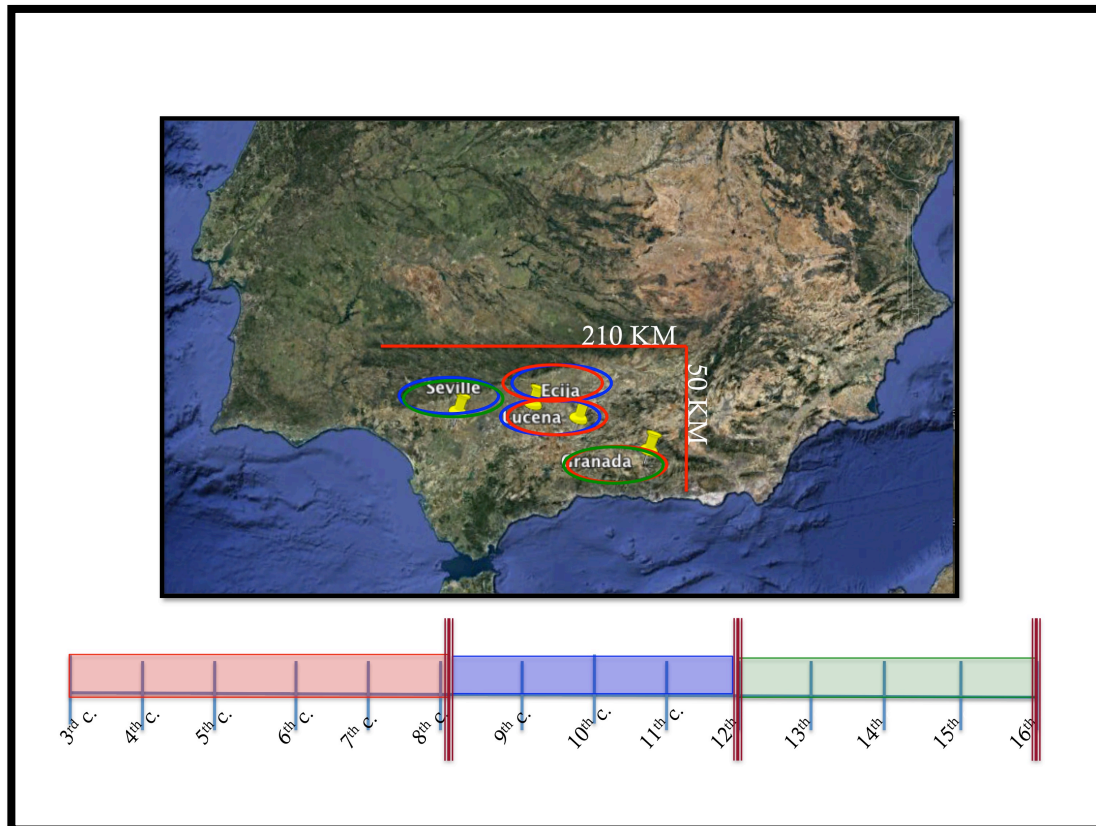 210 KM
50 KM
Seville
Ecija
Lucena
Granada
3rd c.
4th c.
5th c.
6th c.
7th c.
8th c.
9th c.
10th c.
11th c.
12th
13th
14th
15th
16th